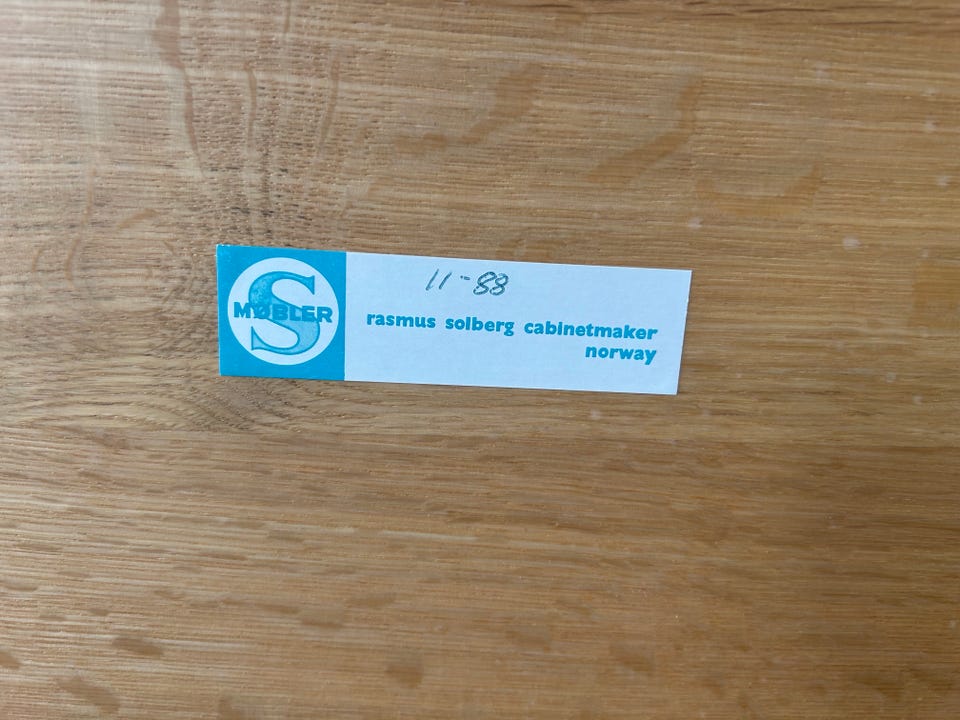 11-88
S
MØBLER
rasmus solberg cabinetmaker
norway